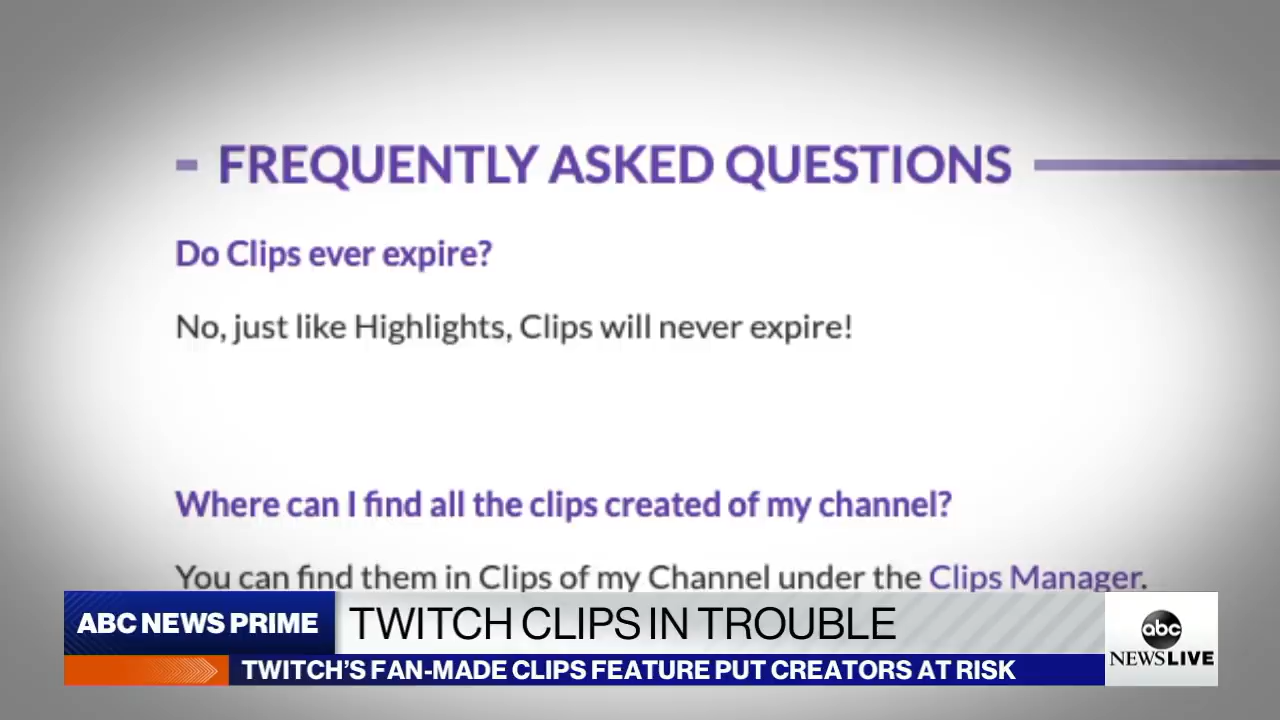 - FREQUENTLY ASKED QUESTIONS
Do Clips ever expire?
No, just like Highlights, Clips will never expire!
Where can I find all the clips created of my channel?
You can find them in Clips of my Channel under the Clips Manager.
ABC NEWS PRIME
TWITCH CLIPS IN TROUBLE
TWITCH'S FAN-MADE CLIPS FEATURE PUT CREATORS AT RISK
abc
NEWS LIVE